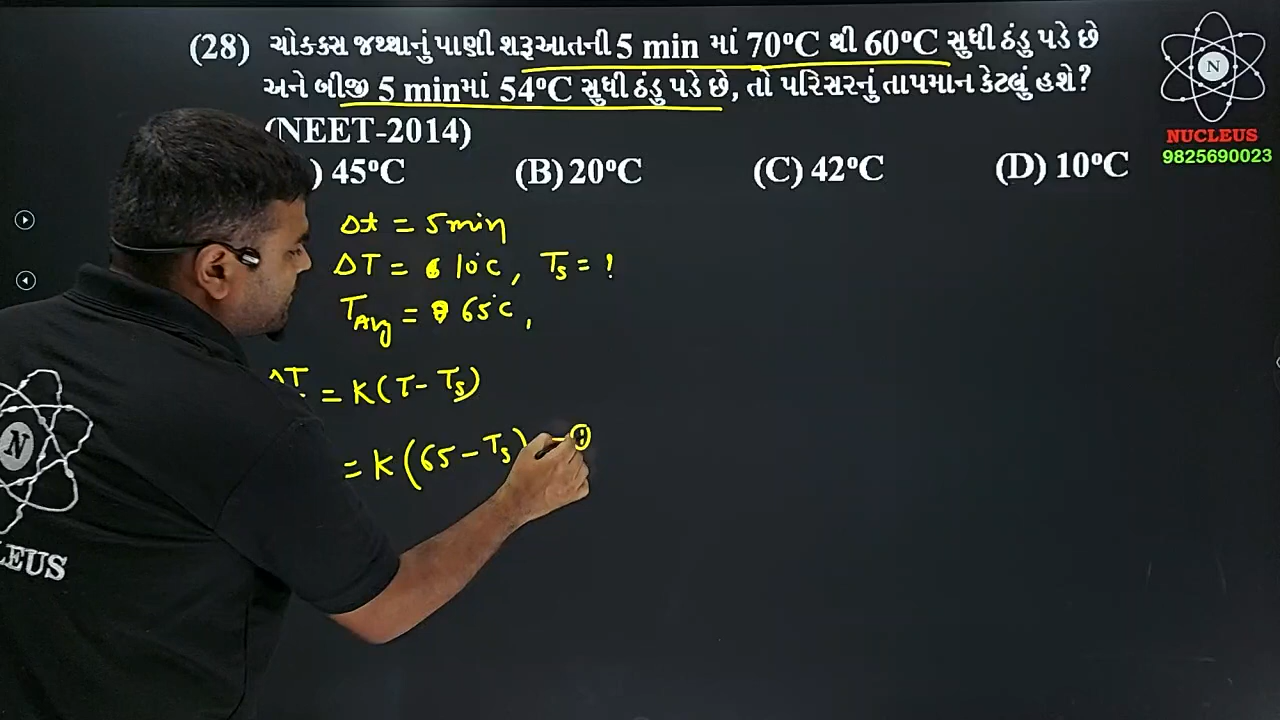 (28) ચોક્કસ જથ્થાનું પાણી શરૂઆતની 5 min માં 70°C થી 60°C સુધી ઠંડુ પડે છે
અને બીજી 5 minમાં 54°C સુધી ઠંડુ પડે છે, તો પરિસરનું તાપમાન કેટલું હશે?
(NEET-2014)
) 45°C (B) 20°C (C) 42°C (D) 10°C
N
NUCLEUS
9825690023
Δt = 5min
ΔT = 10°C, Ts = ?
TAvg = 65°C,
ΔT = K(T - Ts)
= K(65 - Ts)
N
LEUS